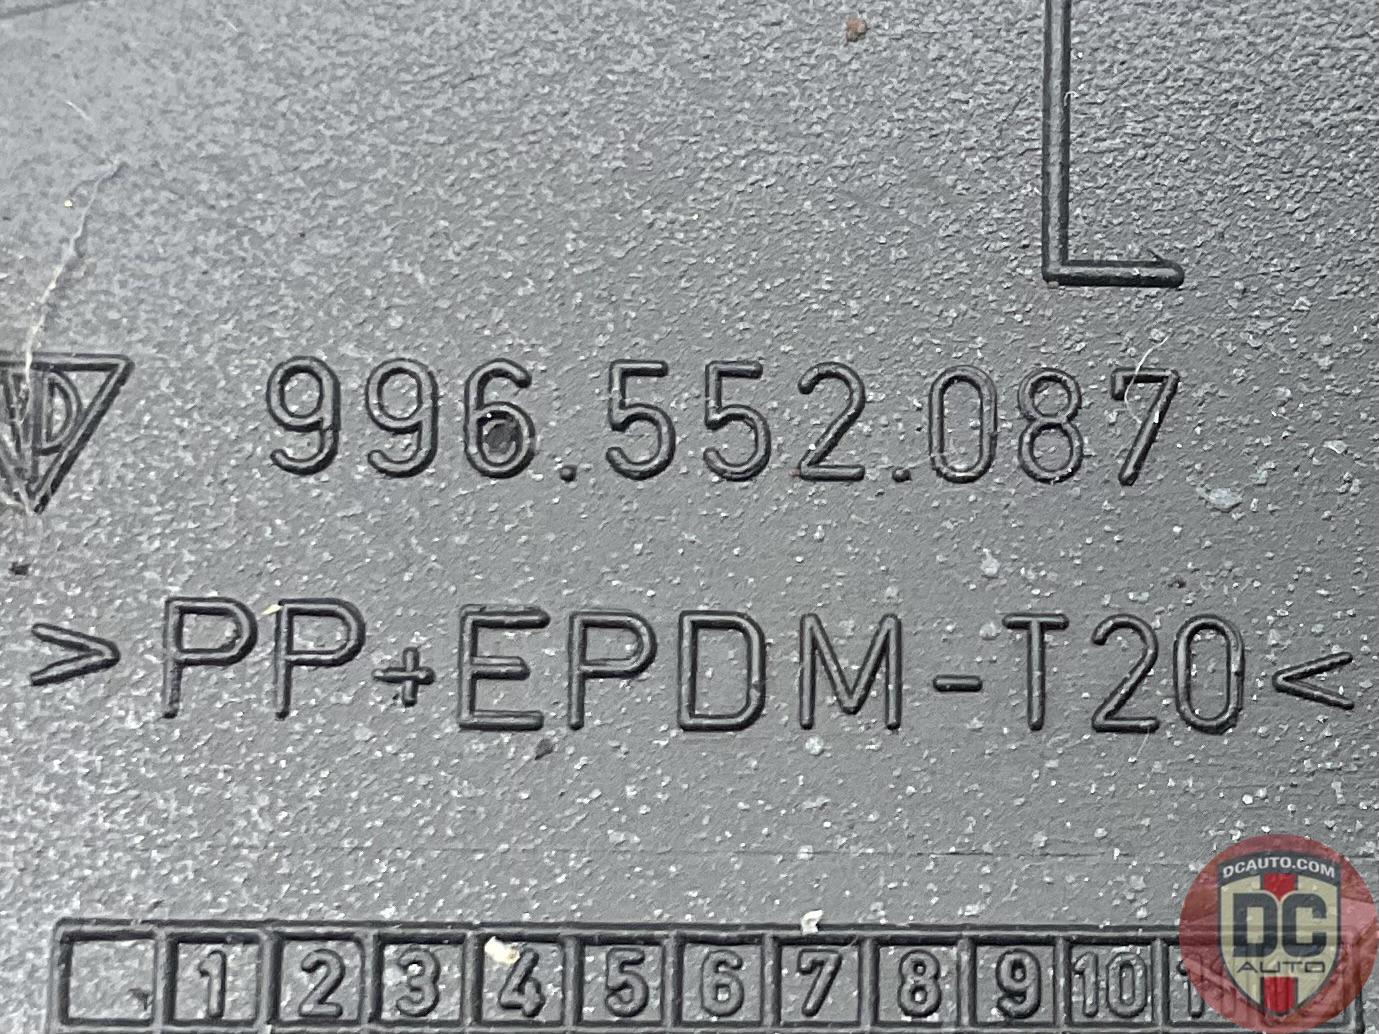 L
996.552.087
>PP+EPDM-T20<
1 2 3 4 5 6 7 8 9 10
DCAUTO.COM
DC
AUTO